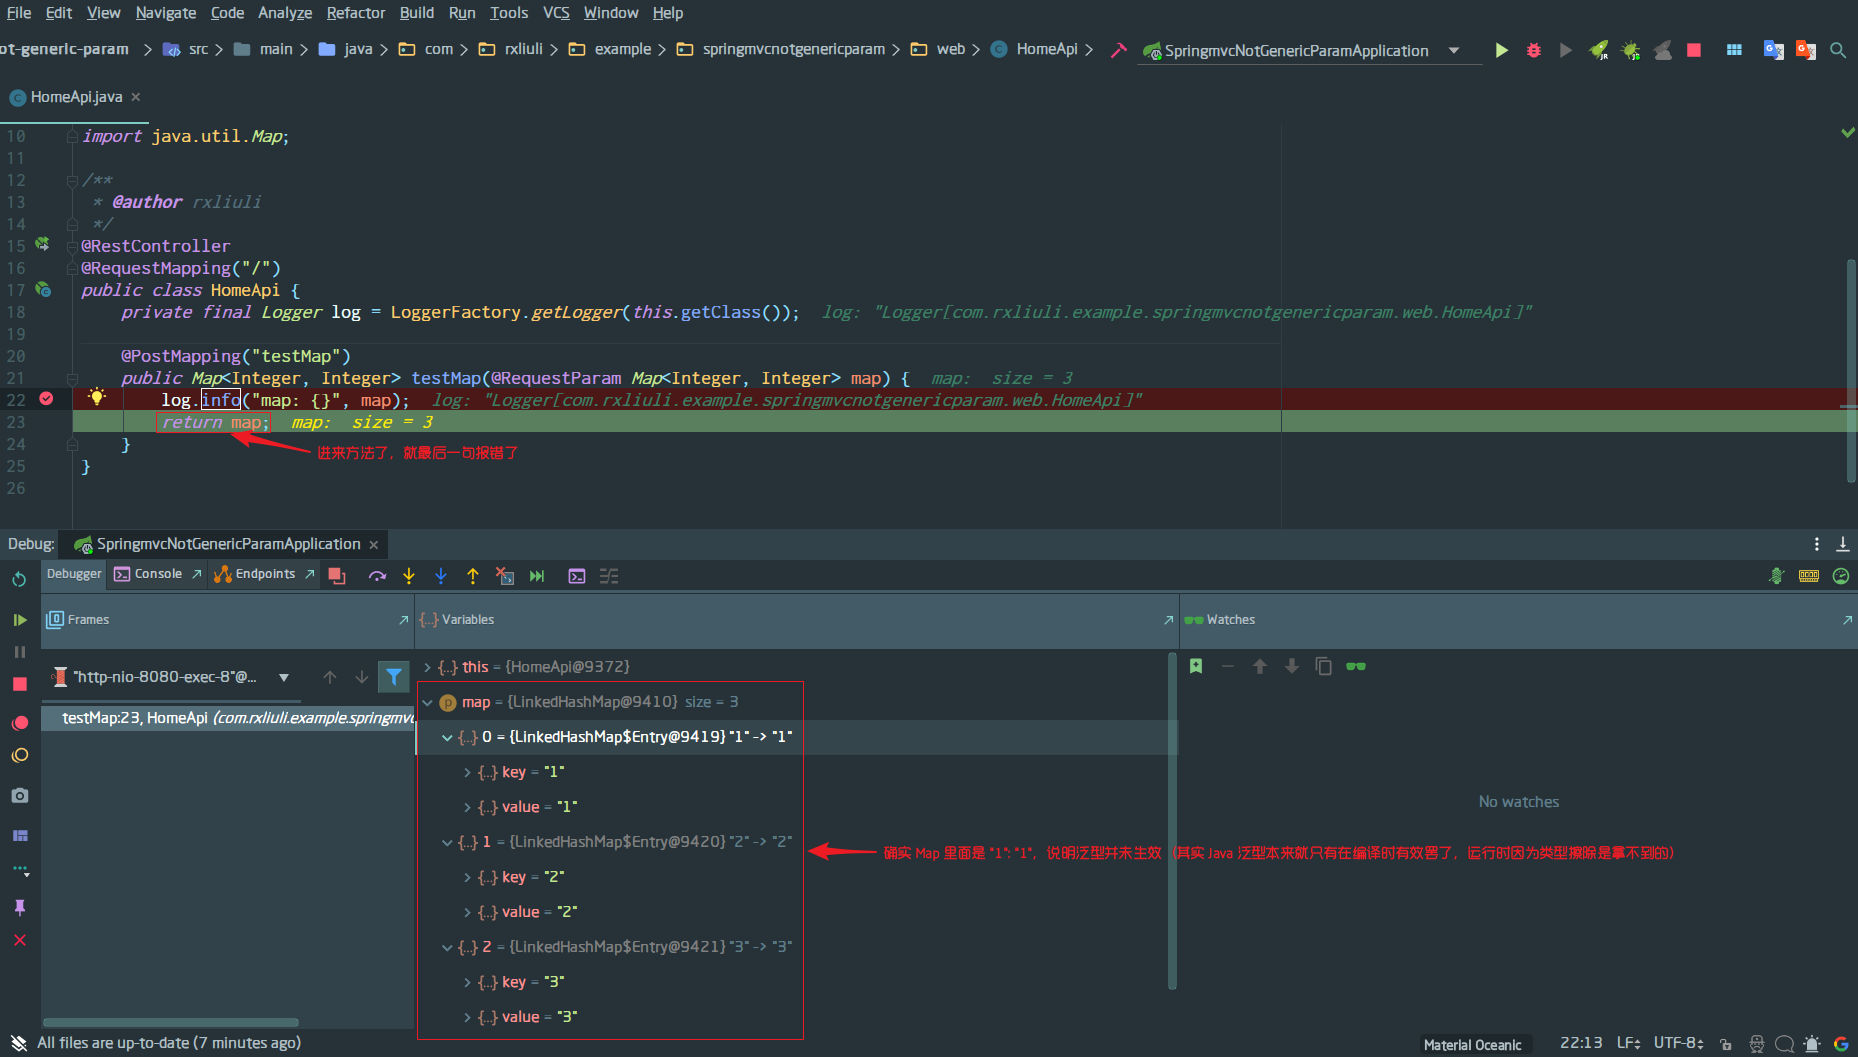 File Edit View Navigate Code Analyze Refactor Build Run Tools VCS Window Help
ot-generic-param src main java com rxliuli example springmvcnotgenericparam web HomeApi SpringmvcNotGenericParamApplication
HomeApi.java
10 import java.util.Map;
11
12 /**
13 * @author rxliuli
14 */
15 @RestController
16 @RequestMapping("/")
17 public class HomeApi {
18 private final Logger log = LoggerFactory.getLogger(this.getClass()); log: "Logger[com.rxliuli.example.springmvcnotgenericparam.web.HomeApi]"
19
20 @PostMapping("testMap")
21 public Map<Integer, Integer> testMap(@RequestParam Map<Integer, Integer> map) { map: size = 3
22 log.info("map: {}", map); log: "Logger[com.rxliuli.example.springmvcnotgenericparam.web.HomeApi]"
23 return map; map: size = 3
24 }
进来方法了，就最后一句报错了
25 }
26
Debug: SpringmvcNotGenericParamApplication
Debugger Console Endpoints
Frames Variables Watches
"http-nio-8080-exec-8"@...
testMap:23, HomeApi (com.rxliuli.example.springmvc
this = {HomeApi@9372}
map = {LinkedHashMap@9410} size = 3
0 = {LinkedHashMap$Entry@9419} "1" -> "1"
key = "1"
value = "1"
1 = {LinkedHashMap$Entry@9420} "2" -> "2"
key = "2"
value = "2"
2 = {LinkedHashMap$Entry@9421} "3" -> "3"
key = "3"
value = "3"
No watches
确实 Map 里面是 "1": "1"，说明泛型并未生效（其实 Java 泛型本来就只有在编译时有效罢了，运行时因为类型擦除是拿不到的）
All files are up-to-date (7 minutes ago)
Material Oceanic 22:13 LF UTF-8